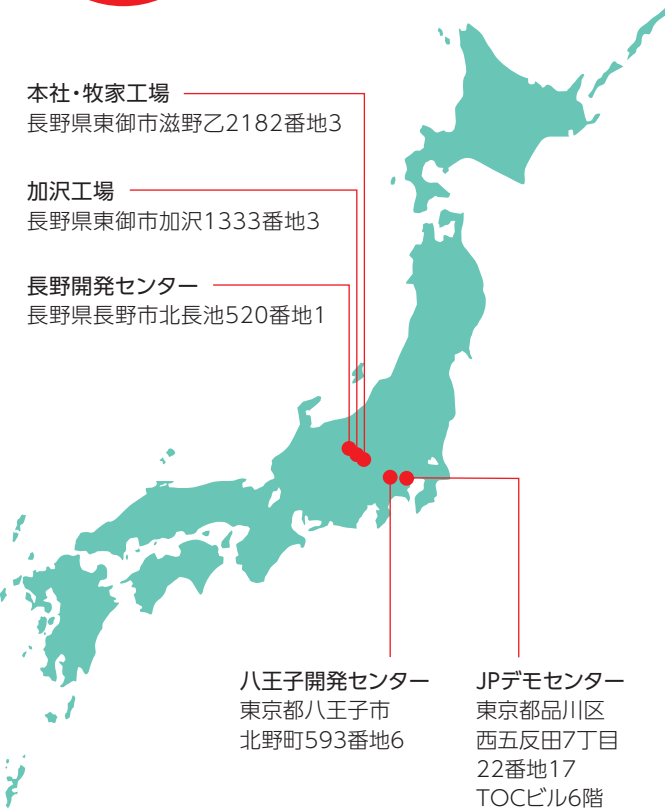 本社・牧家工場
長野県東御市滋野乙2182番地3
加沢工場
長野県東御市加沢1333番地3
長野開発センター
長野県長野市北長池520番地1
八王子開発センター
東京都八王子市
北野町593番地6
JPデモセンター
東京都品川区
西五反田7丁目
22番地17
TOCビル6階